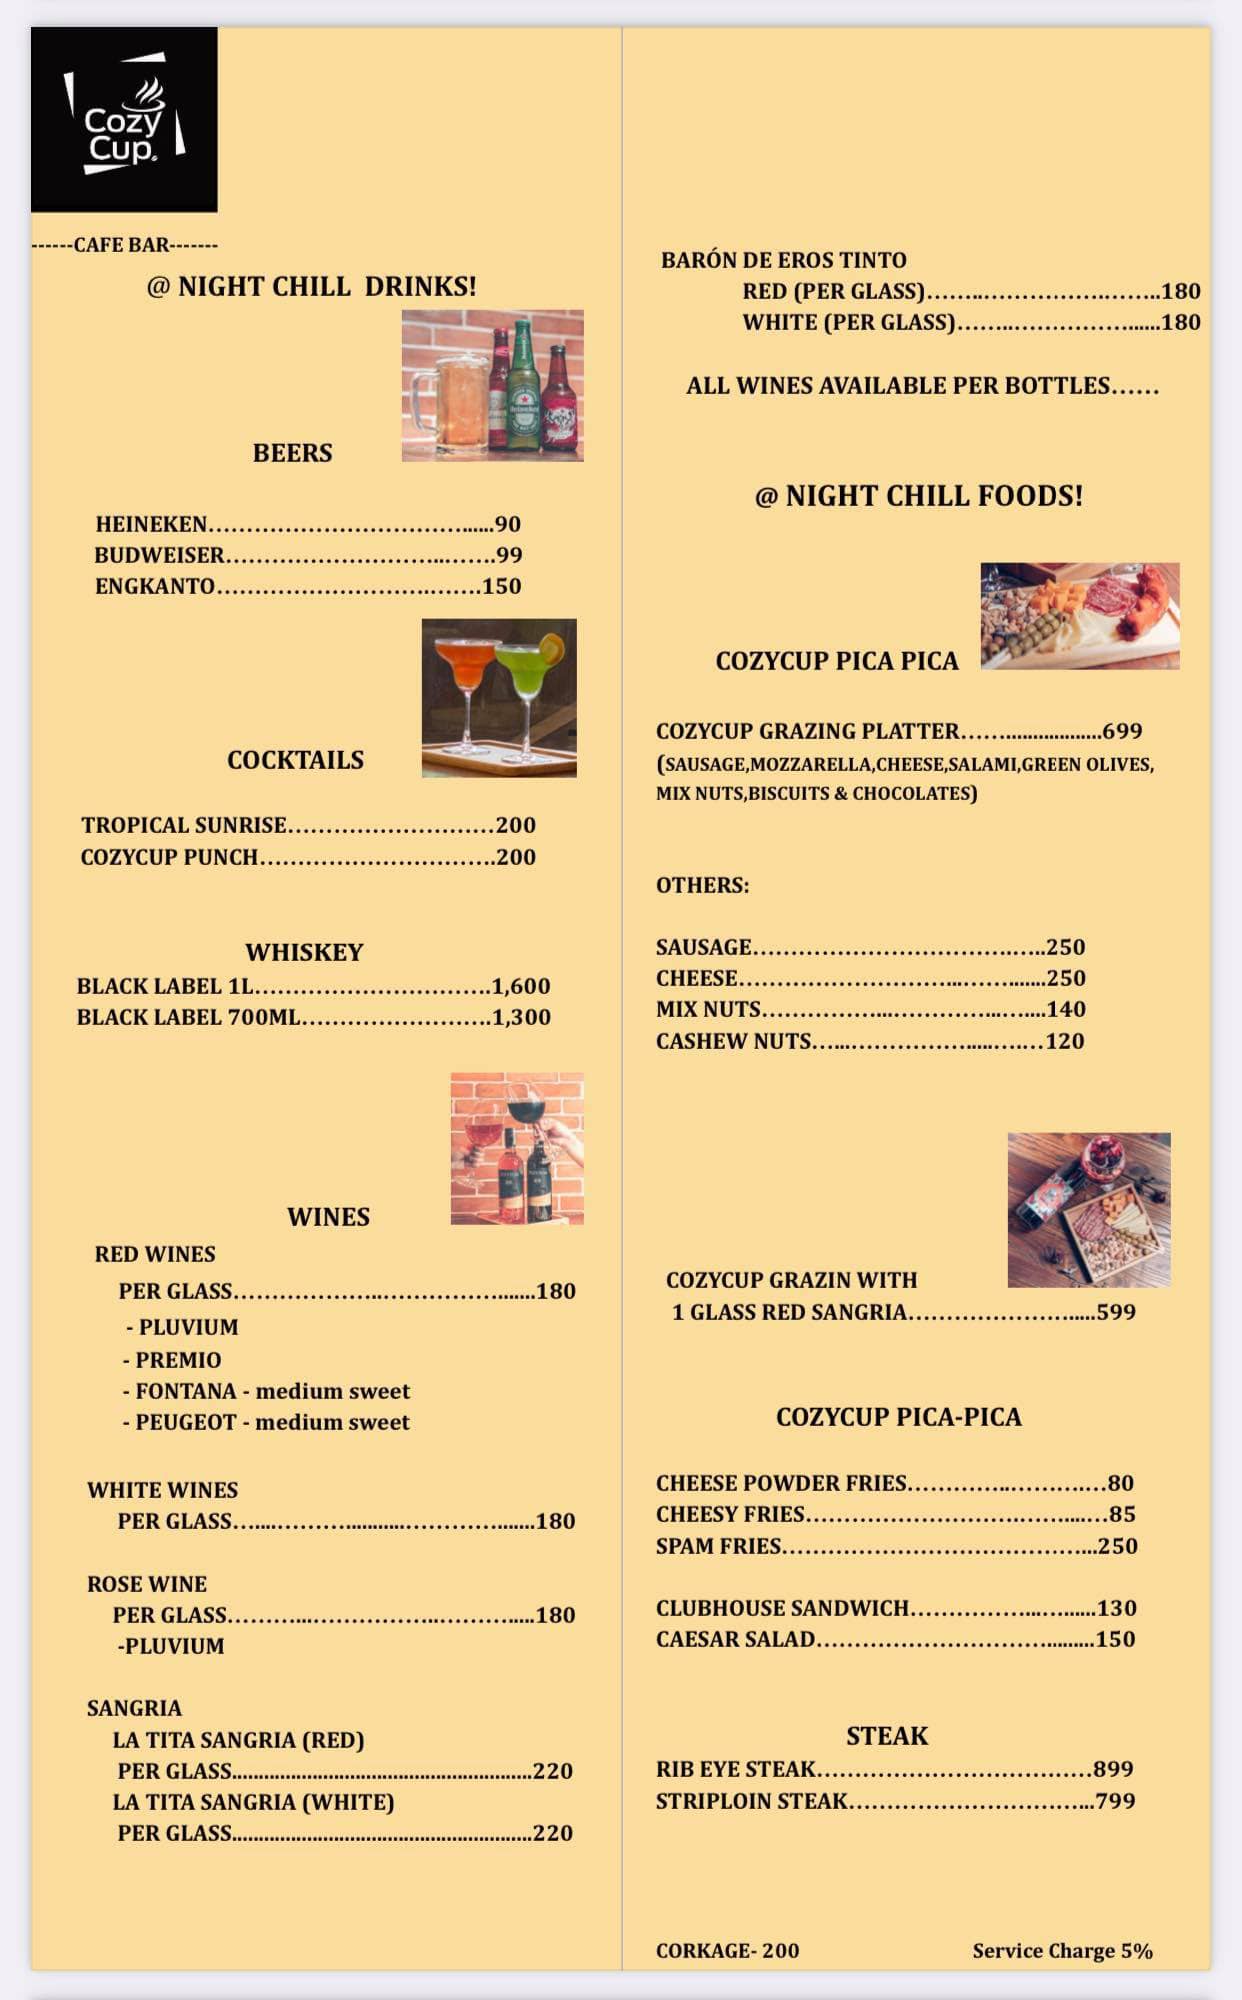 Cozy
Cup
------CAFE BAR-------
@ NIGHT CHILL  DRINKS!
BEERS
HEINEKEN……………………………......90
BUDWEISER………………………...…….99
ENGKANTO……………………….…….150
COCKTAILS
TROPICAL SUNRISE………………………200
COZYCUP PUNCH………………………….200
WHISKEY
BLACK LABEL 1L………………………….1,600
BLACK LABEL 700ML…………………….1,300
WINES
RED WINES
PER GLASS………………..…………….......180
- PLUVIUM
- PREMIO
- FONTANA - medium sweet
- PEUGEOT - medium sweet
WHITE WINES
PER GLASS…....………...........………….......180
ROSE WINE
PER GLASS………...……………..……….....180
-PLUVIUM
SANGRIA
LA TITA SANGRIA (RED)
PER GLASS..........................................................220
LA TITA SANGRIA (WHITE)
PER GLASS..........................................................220
BARÓN DE EROS TINTO
RED (PER GLASS)……..…………….……..180
WHITE (PER GLASS)……..……………......180
ALL WINES AVAILABLE PER BOTTLES……
@ NIGHT CHILL FOODS!
COZYCUP PICA PICA
COZYCUP GRAZING PLATTER……...................699
(SAUSAGE,MOZZARELLA,CHEESE,SALAMI,GREEN OLIVES,
MIX NUTS,BISCUITS & CHOCOLATES)
OTHERS:
SAUSAGE…………………………….…..250
CHEESE………………………...……......250
MIX NUTS……………...…………...…....140
CASHEW NUTS…...…………….....…….…120
COZYCUP GRAZIN WITH
1 GLASS RED SANGRIA………………….....599
COZYCUP PICA-PICA
CHEESE POWDER FRIES…………...…….…80
CHEESY FRIES……………………….……...…85
SPAM FRIES…………………………………...250
CLUBHOUSE SANDWICH……………...…......130
CAESAR SALAD………………………….........150
STEAK
RIB EYE STEAK………………………………899
STRIPLOIN STEAK……………………….…...799
CORKAGE- 200
Service Charge 5%